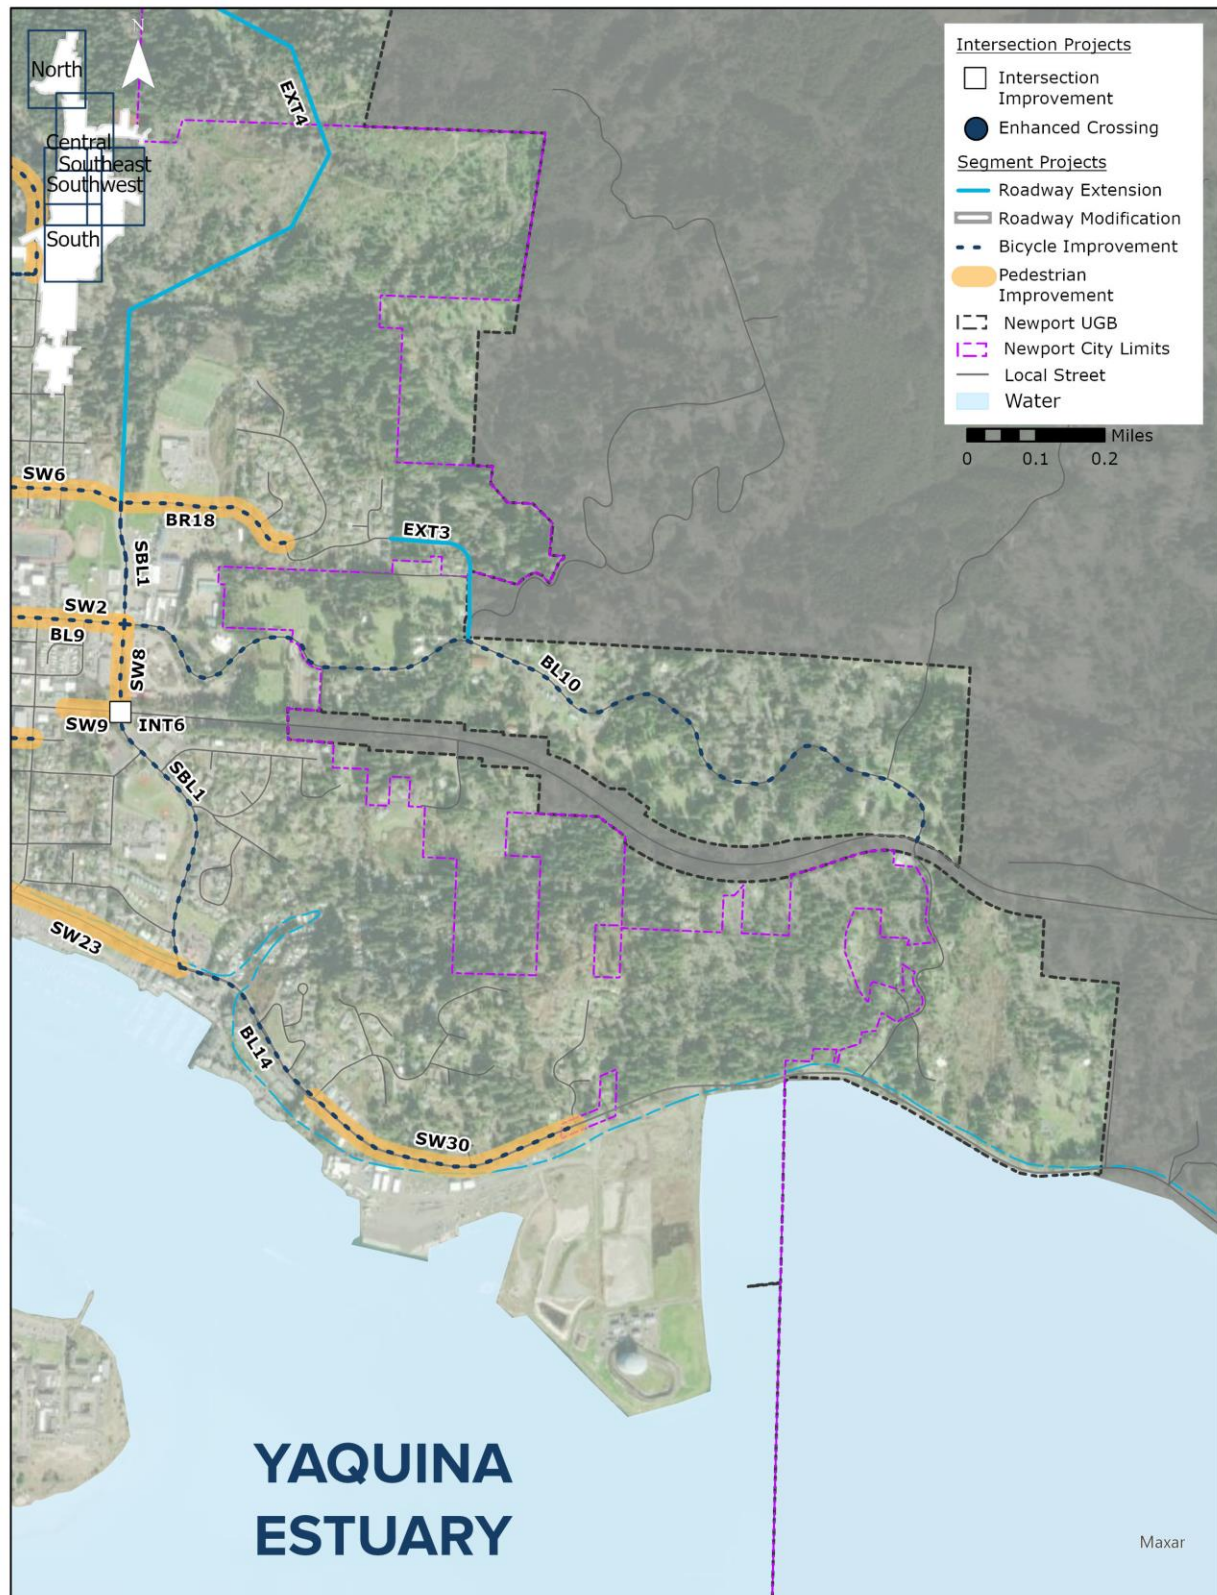 N
North
Central
Southeast
Southwest
South
EXT4
Intersection Projects
Intersection
Improvement
Enhanced Crossing
Segment Projects
Roadway Extension
Roadway Modification
Bicycle Improvement
Pedestrian
Improvement
Newport UGB
Newport City Limits
Local Street
Water
Miles
0 0.1 0.2
SW6
BR18
EXT3
SBL1
SW2
BL9
SW8
BL10
SW9
INT6
SBL1
SW23
BL14
SW30
YAQUINA
ESTUARY
Maxar